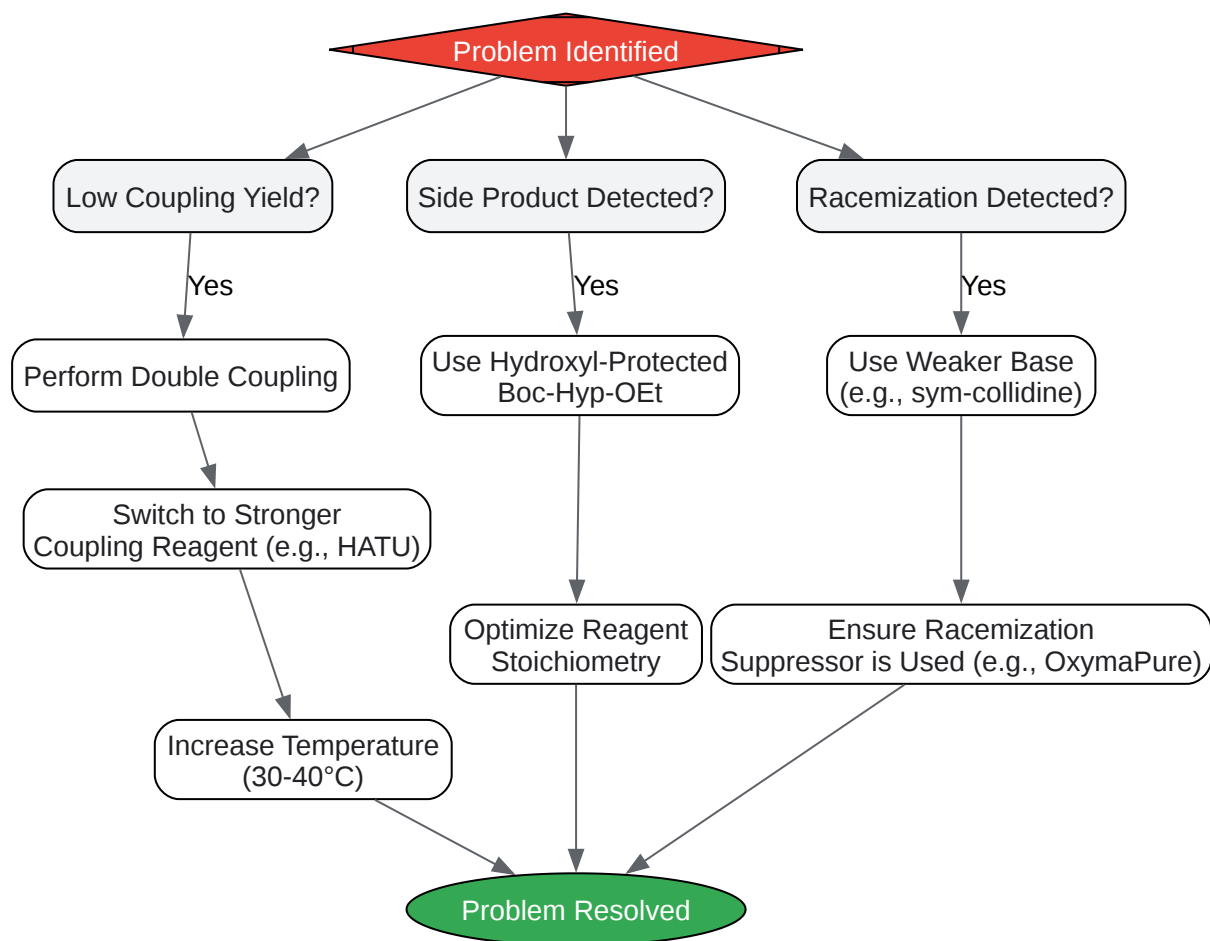 Problem Identified
Low Coupling Yield?
Side Product Detected?
Racemization Detected?
Yes
Yes
Yes
Perform Double Coupling
Use Hydroxyl-Protected
Boc-Hyp-OEt
Use Weaker Base
(e.g., sym-collidine)
Switch to Stronger
Coupling Reagent (e.g., HATU)
Optimize Reagent
Stoichiometry
Ensure Racemization
Suppressor is Used (e.g., OxymaPure)
Increase Temperature
(30-40°C)
Problem Resolved